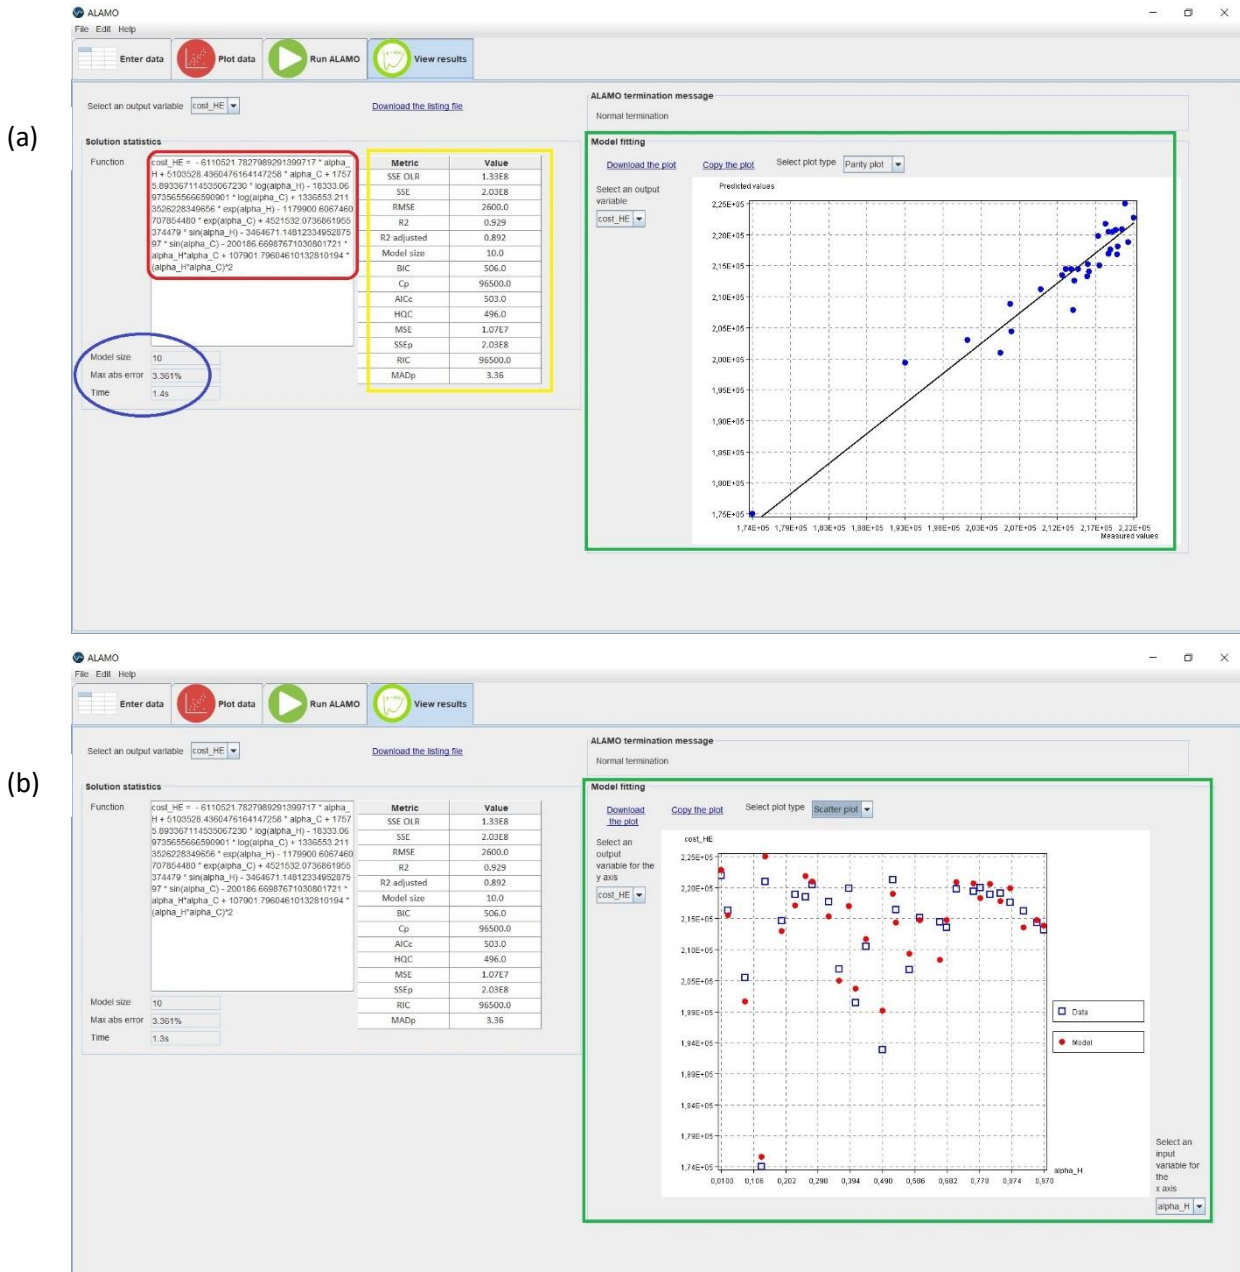 (a)
ALAMO
File Edit Help
Enter data
Plot data
Run ALAMO
View results
Select an output variable cost_HE
Download the listing file
ALAMO termination message
Normal termination
Solution statistics
Function
cost_HE = - 6110521.7827989291399717 * alpha_
H + 5103528.4360476164147258 * alpha_C + 1757
5.893367114535067230 * log(alpha_H) - 18333.06
9735655666590901 * log(alpha_C) + 1336553.211
3526228349656 * exp(alpha_H) - 1179900.6067460
707854480 * exp(alpha_C) + 4521532.0736861955
374479 * sin(alpha_H) - 3464671.14812334952875
97 * sin(alpha_C) - 200186.66987671030801721 *
alpha_H*alpha_C + 107901.79604610132810194 *
(alpha_H*alpha_C)^2
Metric Value
SSE OLR 1.33E8
SSE 2.03E8
RMSE 2600.0
R2 0.929
R2 adjusted 0.892
Model size 10.0
BIC 506.0
Cp 96500.0
AICc 503.0
HQC 496.0
MSE 1.07E7
SSEp 2.03E8
RIC 96500.0
MADp 3.36
Model size 10
Max abs error 3.361%
Time 1.4s
Model fitting
Download the plot
Copy the plot
Select plot type Parity plot
Select an output
variable
cost_HE
Predicted values
2,25E+05
2,20E+05
2,15E+05
2,10E+05
2,05E+05
2,00E+05
1,95E+05
1,90E+05
1,85E+05
1,80E+05
1,75E+05
1,74E+05 1,79E+05 1,83E+05 1,88E+05 1,93E+05 1,98E+05 2,03E+05 2,07E+05 2,12E+05 2,17E+05 2,22E+05
Measured values
(b)
ALAMO
File Edit Help
Enter data
Plot data
Run ALAMO
View results
Select an output variable cost_HE
Download the listing file
ALAMO termination message
Normal termination
Solution statistics
Function
cost_HE = - 6110521.7827989291399717 * alpha_
H + 5103528.4360476164147258 * alpha_C + 1757
5.893367114535067230 * log(alpha_H) - 18333.06
9735655666590901 * log(alpha_C) + 1336553.211
3526228349656 * exp(alpha_H) - 1179900.6067460
707854480 * exp(alpha_C) + 4521532.0736861955
374479 * sin(alpha_H) - 3464671.14812334952875
97 * sin(alpha_C) - 200186.66987671030801721 *
alpha_H*alpha_C + 107901.79604610132810194 *
(alpha_H*alpha_C)^2
Metric Value
SSE OLR 1.33E8
SSE 2.03E8
RMSE 2600.0
R2 0.929
R2 adjusted 0.892
Model size 10.0
BIC 506.0
Cp 96500.0
AICc 503.0
HQC 496.0
MSE 1.07E7
SSEp 2.03E8
RIC 96500.0
MADp 3.36
Model size 10
Max abs error 3.361%
Time 1.3s
Model fitting
Download
the plot
Copy the plot
Select plot type Scatter plot
Select an
output
variable for the
y axis
cost_HE
cost_HE
2,25E+05
2,20E+05
2,15E+05
2,10E+05
2,05E+05
1,99E+05
1,94E+05
1,89E+05
1,84E+05
1,79E+05
1,74E+05
0,0100 0,106 0,202 0,298 0,394 0,490 0,586 0,682 0,778 0,874 0,970
alpha_H
Data
Model
Select an
input
variable for
the
x axis
alpha_H